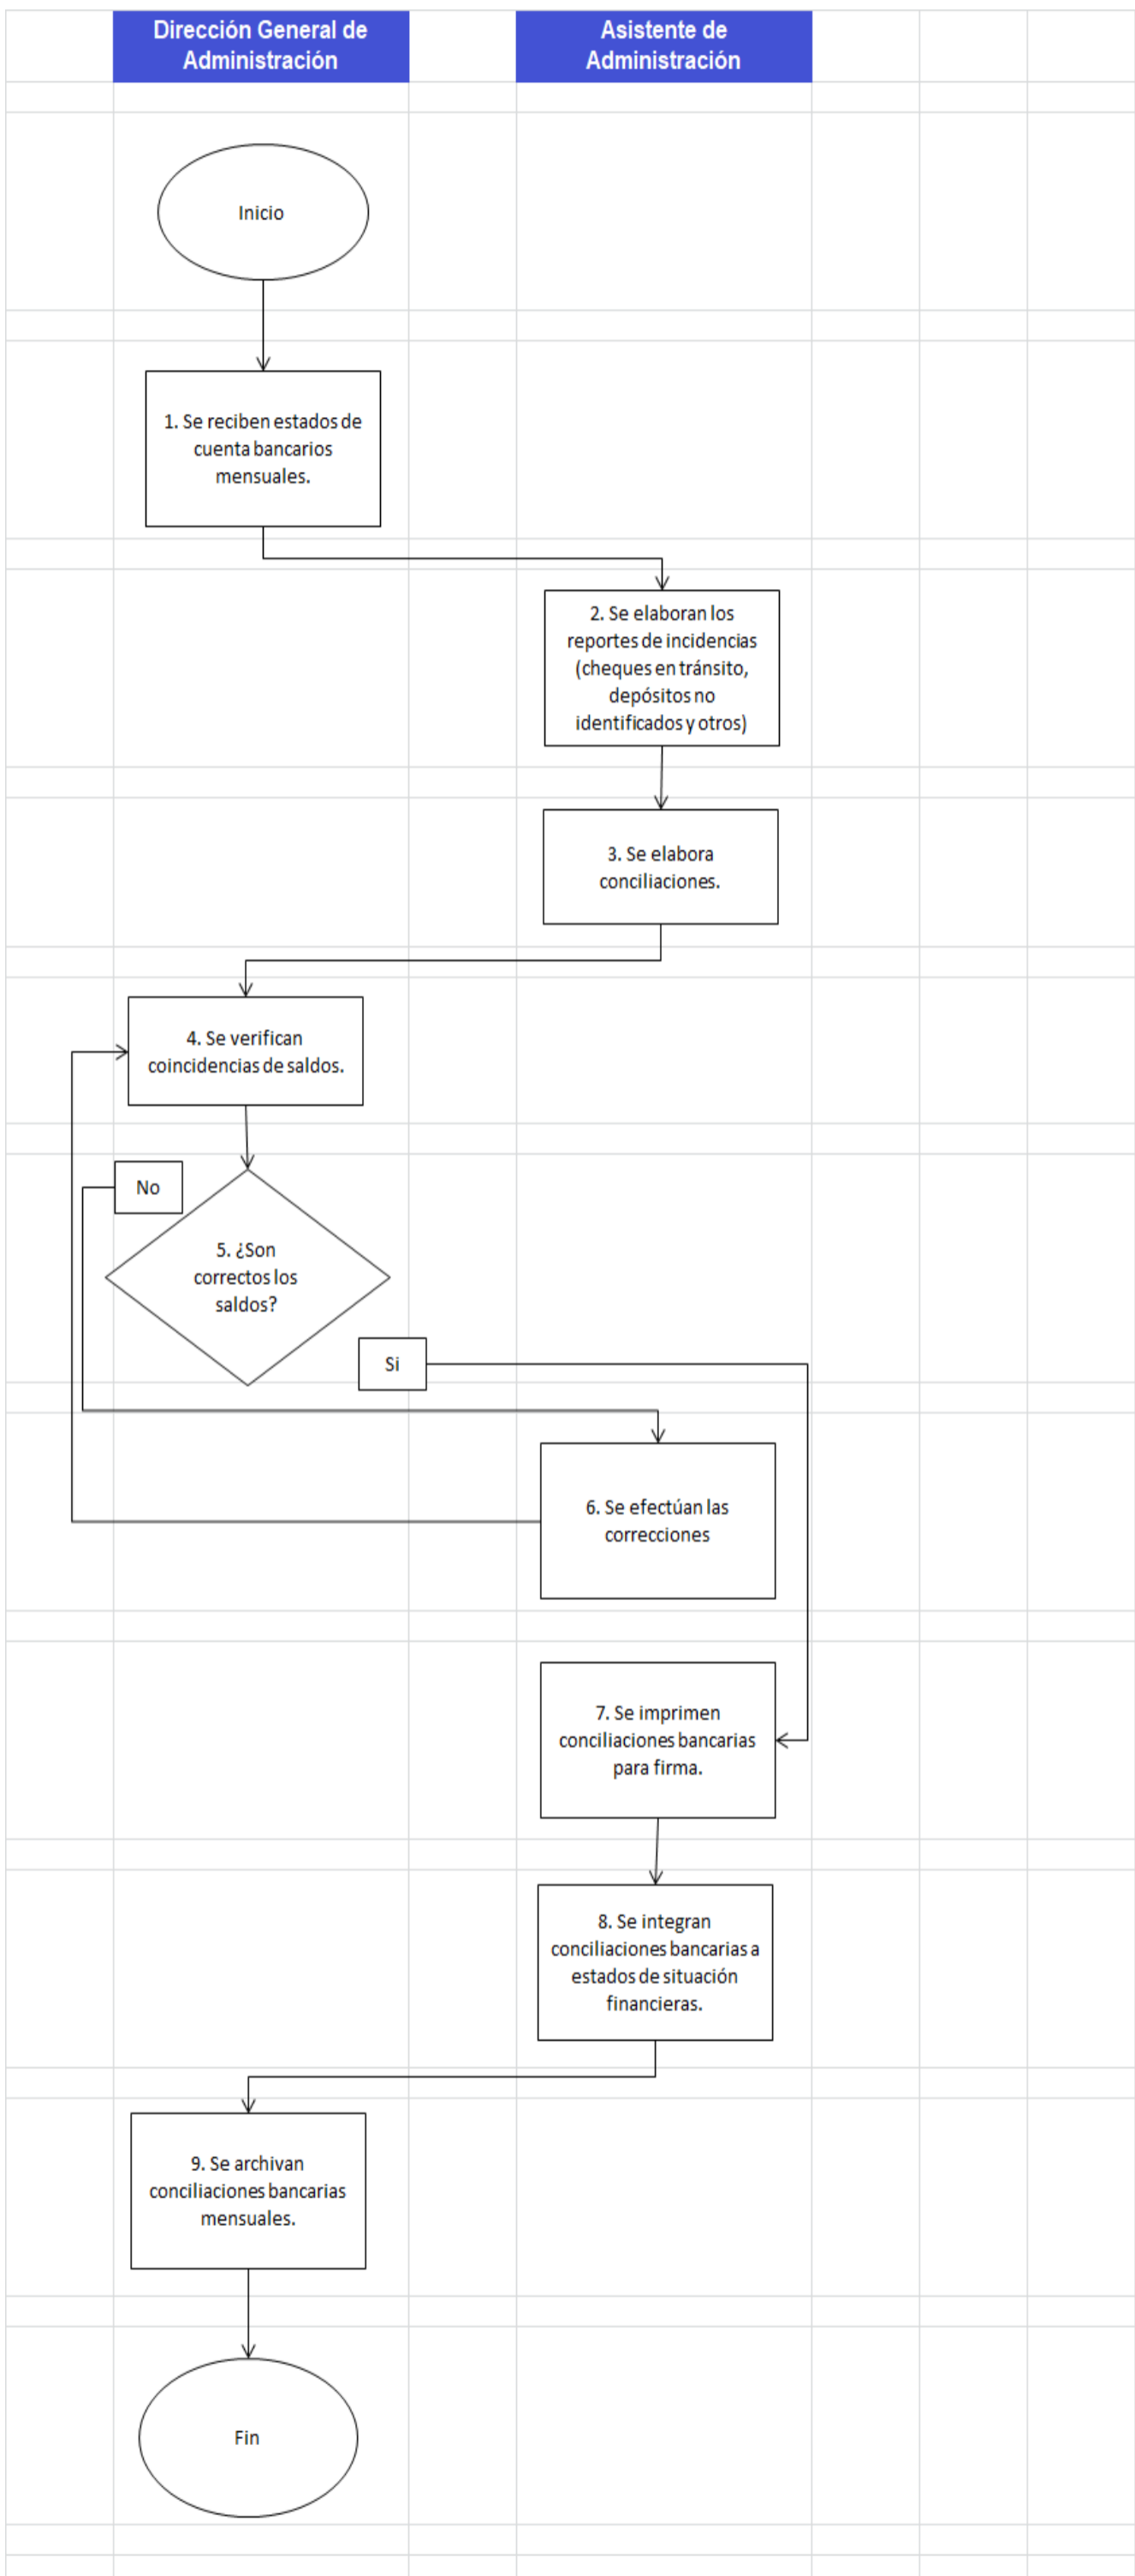 Dirección General de
Administración
Asistente de
Administración
Inicio
1. Se reciben estados de
cuenta bancarios
mensuales.
2. Se elaboran los
reportes de incidencias
(cheques en tránsito,
depósitos no
identificados y otros)
3. Se elabora
conciliaciones.
4. Se verifican
coincidencias de saldos.
No
5. ¿Son
correctos los
saldos?
Si
6. Se efectúan las
correcciones
7. Se imprimen
conciliaciones bancarias
para firma.
8. Se integran
conciliaciones bancarias a
estados de situación
financieras.
9. Se archivan
conciliaciones bancarias
mensuales.
Fin